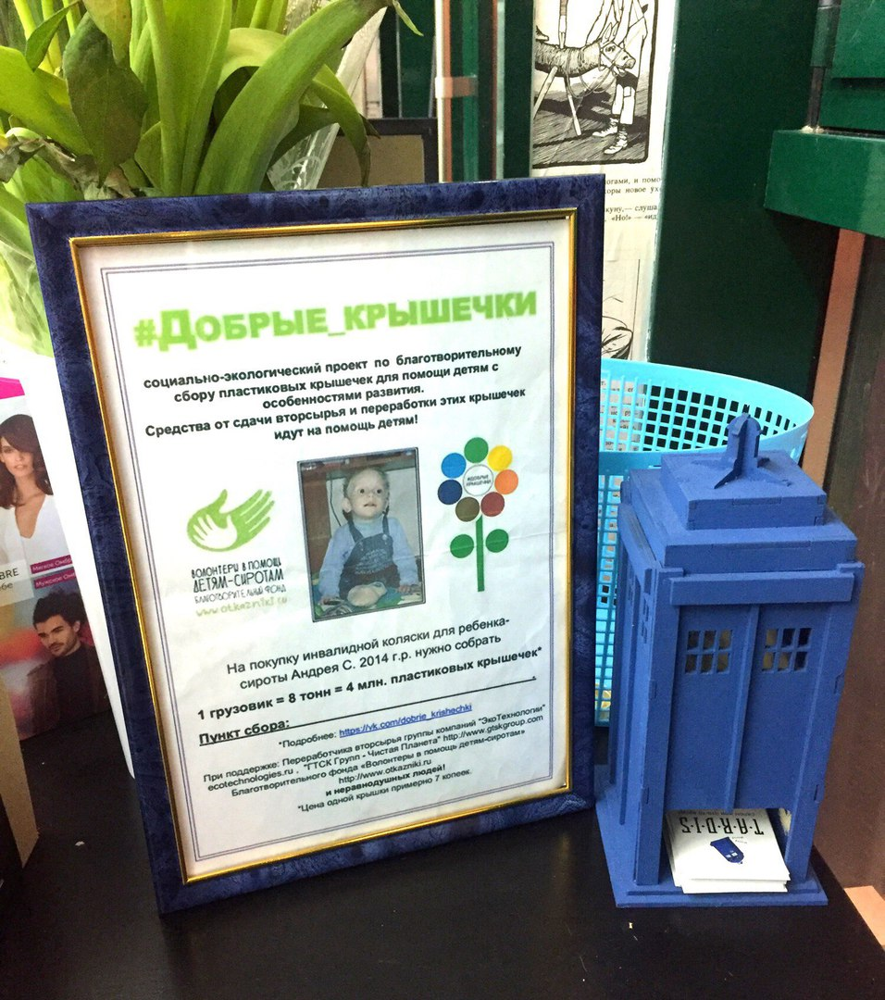 огами, и помо
коры новое ух
куну,— слуша
«Но!» — «ид
#ДОБРЫЕ_КРЫШЕЧКИ
социально-экологический проект по благотворительному
сбору пластиковых крышечек для помощи детям с
особенностями развития.
Средства от сдачи вторсырья и переработки этих крышечек
идут на помощь детям!
#ДОБРЫЕ
КРЫШЕЧКИ
ВОЛОНТЕРЫ В ПОМОЩЬ
ДЕТЯМ-СИРОТАМ
БЛАГОТВОРИТЕЛЬНЫЙ ФОНД
www.otkazniki.ru
На покупку инвалидной коляски для ребенка-
сироты Андрея С. 2014 г.р. нужно собрать
1 грузовик = 8 тонн = 4 млн. пластиковых крышечек*
Пункт сбора:
*Подробнее: https://vk.com/dobrie_krishechki
При поддержке: Переработчика вторсырья группы компаний "ЭкоТехнологии"
ecotechnologies.ru , "ГТСК Групп - Чистая Планета" http://www.gtskgroup.com
Благотворительного фонда «Волонтеры в помощь детям-сиротам»
http://www.otkazniki.ru
и неравнодушных людей!
*Цена одной крышки примерно 7 копеек.
BRE
Мужское Ом
T.A.R.D.I.S